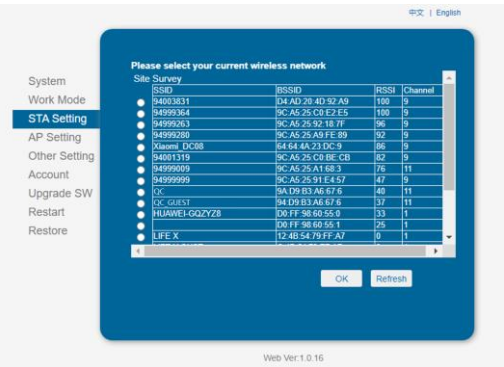 中文 | English
System
Work Mode
STA Setting
AP Setting
Other Setting
Account
Upgrade SW
Restart
Restore
Please select your current wireless network
Site Survey
SSID BSSID RSSI Channel
94003831 D4:AD:20:4D:92:A9 100 9
94999364 9C:A5:25:C0:E2:E5 100 9
94999263 9C:A5:25:92:18:7F 96 9
94999280 9C:A5:25:A9:FE:89 92 9
Xiaomi_DC08 64:64:4A:23:DC:9 86 9
94001319 9C:A5:25:C0:BE:CB 82 9
94999009 9C:A5:25:A1:68:3 76 11
94999999 9C:A5:25:91:E4:57 47 9
QC 9A:D9:B3:A6:67:6 40 11
QC_GUEST 94:D9:B3:A6:67:6 37 11
HUAWEI-GQZYZ8 D0:FF:98:60:55:0 33 1
D0:FF:98:60:55:1 25 1
LIFE X 12:4B:54:79:FF:A7 0 1
OK Refresh
Web Ver:1.0.16